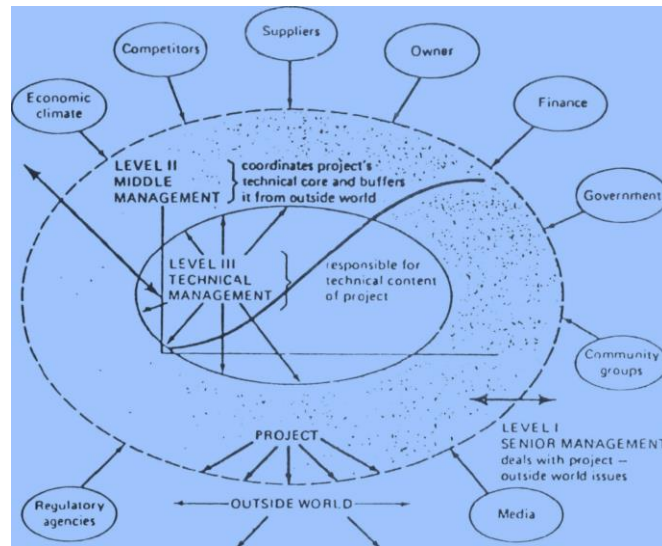 Suppliers
Competitors
Owner
Economic
climate
Finance
LEVEL II
MIDDLE
MANAGEMENT
coordinates project's
technical core and buffers
it from outside world
Government
LEVEL III
TECHNICAL
MANAGEMENT
responsible for
technical content
of project
Community
groups
LEVEL I
SENIOR MANAGEMENT
deals with project –
outside world issues
PROJECT
Regulatory
agencies
OUTSIDE WORLD
Media